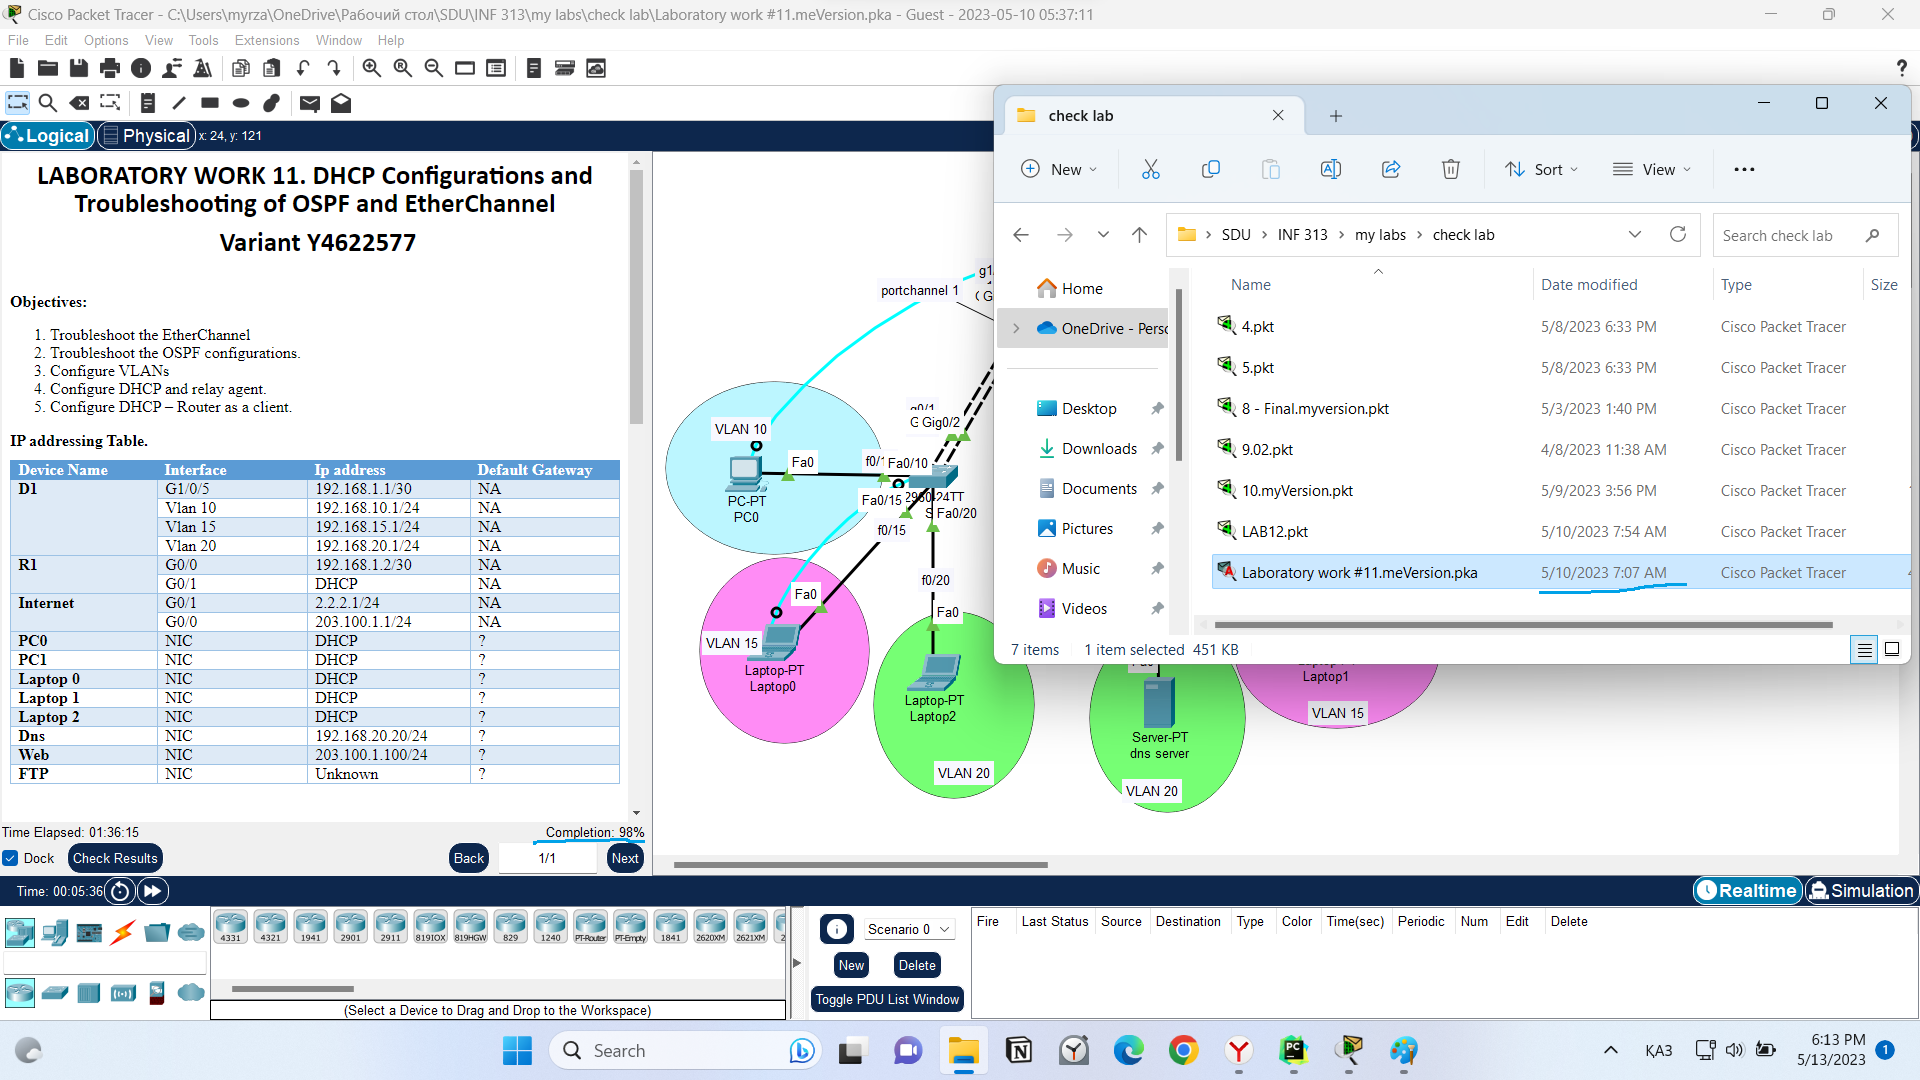 Cisco Packet Tracer - C:\Users\myrza\OneDrive\Рабочий стол\SDU\INF 313\my labs\check lab\Laboratory work #11.meVersion.pka - Guest - 2023-05-10 05:37:11
File Edit Options View Tools Extensions Window Help
Logical Physical x: 24, y: 121
LABORATORY WORK 11. DHCP Configurations and
Troubleshooting of OSPF and EtherChannel
Variant Y4622577
Objectives:
1. Troubleshoot the EtherChannel
2. Troubleshoot the OSPF configurations.
3. Configure VLANs
4. Configure DHCP and relay agent.
5. Configure DHCP – Router as a client.
IP addressing Table.
Device Name Interface Ip address Default Gateway
D1 G1/0/5 192.168.1.1/30 NA
Vlan 10 192.168.10.1/24 NA
Vlan 15 192.168.15.1/24 NA
Vlan 20 192.168.20.1/24 NA
R1 G0/0 192.168.1.2/30 NA
G0/1 DHCP NA
Internet G0/1 2.2.2.1/24 NA
G0/0 203.100.1.1/24 NA
PC0 NIC DHCP ?
PC1 NIC DHCP ?
Laptop 0 NIC DHCP ?
Laptop 1 NIC DHCP ?
Laptop 2 NIC DHCP ?
Dns NIC 192.168.20.20/24 ?
Web NIC 203.100.1.100/24 ?
FTP NIC Unknown ?
Time Elapsed: 01:36:15 Completion: 98%
Dock Check Results Back 1/1 Next
portchannel 1
g1
G
VLAN 10
Fa0
PC-PT
PC0
g0/1
G Gig0/2
Fa0/10
Fa0/15
S Fa0/20
f0/15
f0/20
Fa0
VLAN 15
Laptop-PT
Laptop0
Fa0
Laptop-PT
Laptop2
VLAN 20
Server-PT
dns server
VLAN 20
Laptop1
VLAN 15
check lab
New Sort View
SDU INF 313 my labs check lab
Search check lab
Home
OneDrive - Perso
Desktop
Downloads
Documents
Pictures
Music
Videos
Name Date modified Type Size
4.pkt 5/8/2023 6:33 PM Cisco Packet Tracer
5.pkt 5/8/2023 6:33 PM Cisco Packet Tracer
8 - Final.myversion.pkt 5/3/2023 1:40 PM Cisco Packet Tracer
9.02.pkt 4/8/2023 11:38 AM Cisco Packet Tracer
10.myVersion.pkt 5/9/2023 3:56 PM Cisco Packet Tracer
LAB12.pkt 5/10/2023 7:54 AM Cisco Packet Tracer
Laboratory work #11.meVersion.pka 5/10/2023 7:07 AM Cisco Packet Tracer
7 items 1 item selected 451 KB
Time: 00:05:36
Realtime Simulation
4331 4321 1941 2901 2911 819IOX 819HGW 829 1240 PT-Router PT-Empty 1841 2620XM 2621XM
(Select a Device to Drag and Drop to the Workspace)
Scenario 0
New Delete
Toggle PDU List Window
Fire Last Status Source Destination Type Color Time(sec) Periodic Num Edit Delete
Search
ҚАЗ
6:13 PM
5/13/2023
1